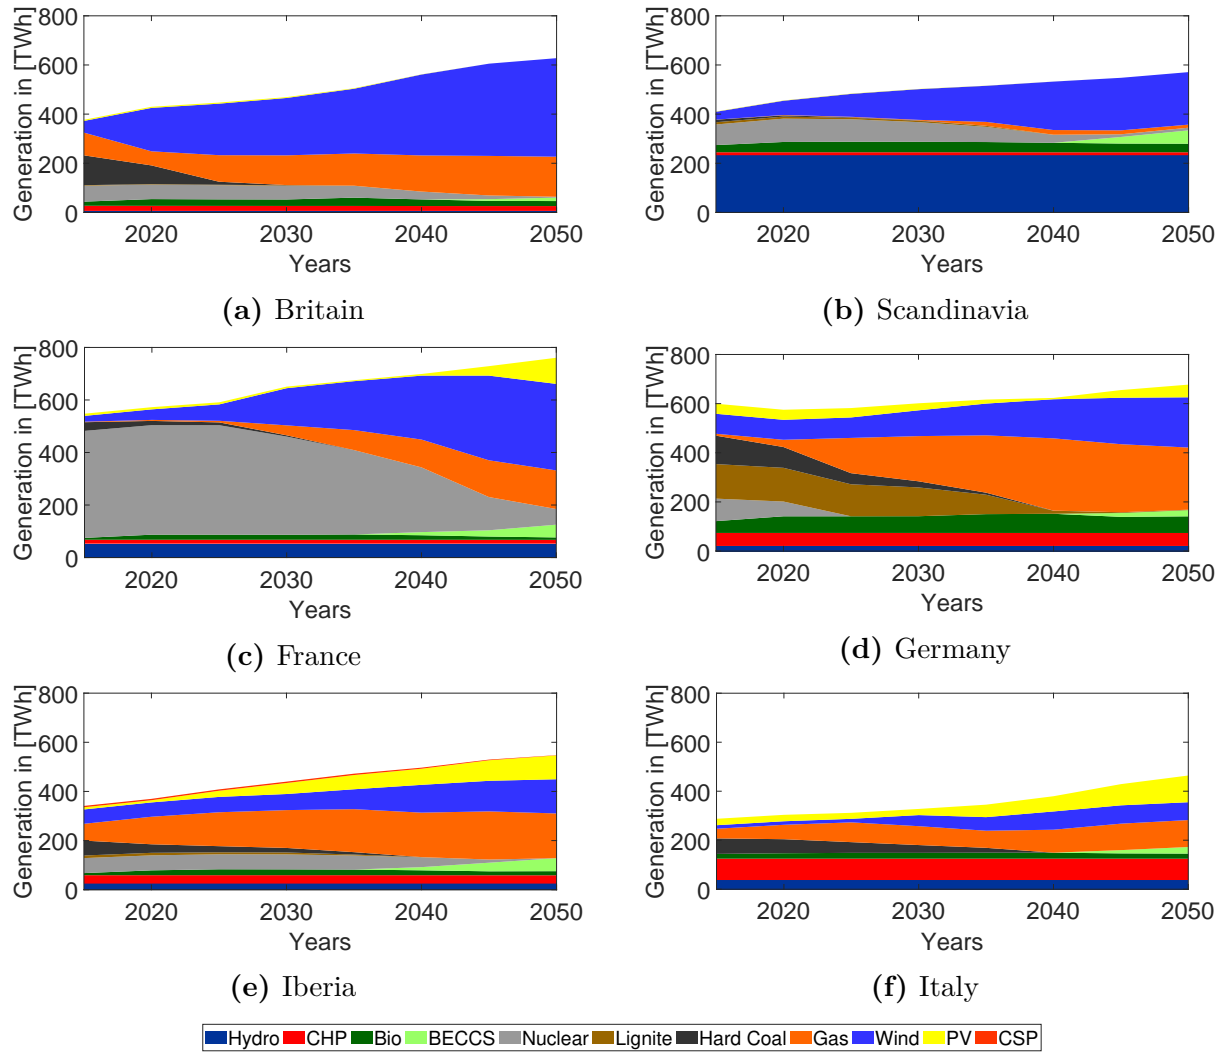 Generation in [TWh]
800
600
400
200
0
2020 2030 2040 2050
Years
(a) Britain
Generation in [TWh]
800
600
400
200
0
2020 2030 2040 2050
Years
(b) Scandinavia
Generation in [TWh]
800
600
400
200
0
2020 2030 2040 2050
Years
(c) France
Generation in [TWh]
800
600
400
200
0
2020 2030 2040 2050
Years
(d) Germany
Generation in [TWh]
800
600
400
200
0
2020 2030 2040 2050
Years
(e) Iberia
Generation in [TWh]
800
600
400
200
0
2020 2030 2040 2050
Years
(f) Italy
Hydro CHP Bio BECCS Nuclear Lignite Hard Coal Gas Wind PV CSP